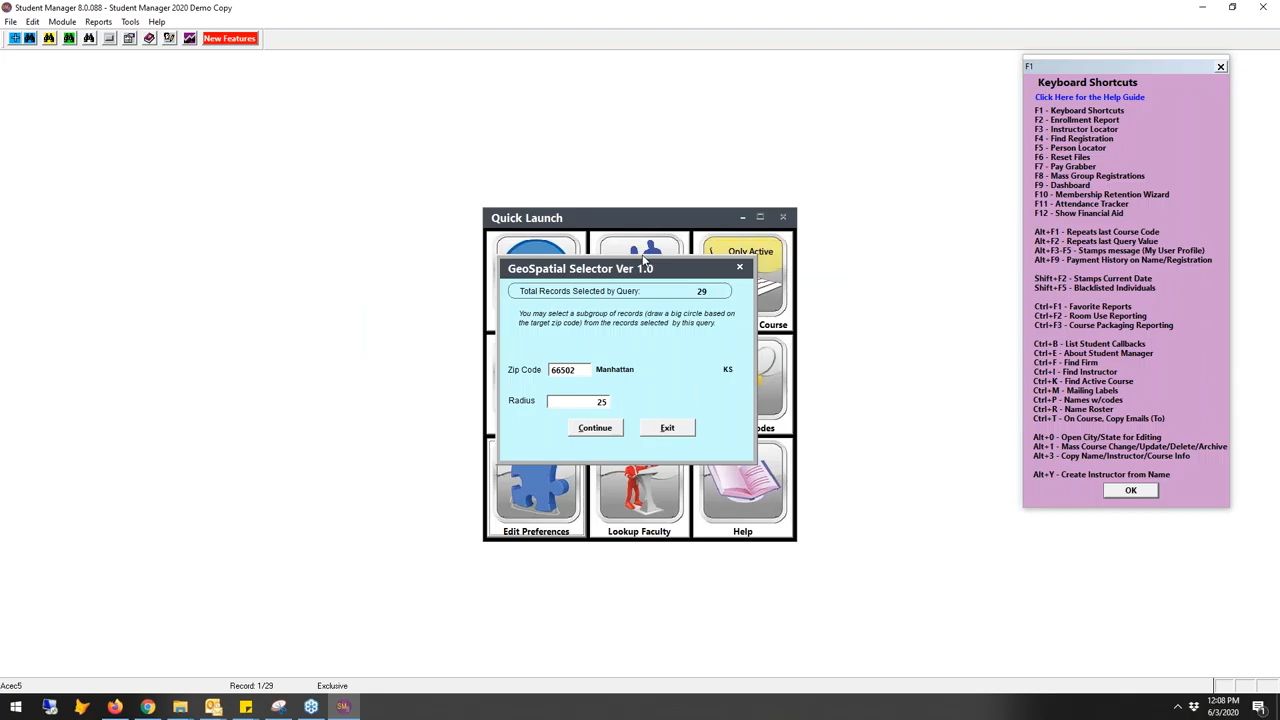 Student Manager 8.0.088 - Student Manager 2020 Demo Copy
File Edit Module Reports Tools Help
New Features
F1
Keyboard Shortcuts
Click Here for the Help Guide
F1 - Keyboard Shortcuts
F2 - Enrollment Report
F3 - Instructor Locator
F4 - Find Registration
F5 - Person Locator
F6 - Reset Files
F7 - Pay Grabber
F8 - Mass Group Registrations
F9 - Dashboard
F10 - Membership Retention Wizard
F11 - Attendance Tracker
F12 - Show Financial Aid
Alt+F1 - Repeats last Course Code
Alt+F2 - Repeats last Query Value
Alt+F3-F5 - Stamps message (My User Profile)
Alt+F9 - Payment History on Name/Registration
Shift+F2 - Stamps Current Date
Shift+F5 - Blacklisted Individuals
Ctrl+F1 - Favorite Reports
Ctrl+F2 - Room Use Reporting
Ctrl+F3 - Course Packaging Reporting
Ctrl+B - List Student Callbacks
Ctrl+E - About Student Manager
Ctrl+F - Find Firm
Ctrl+I - Find Instructor
Ctrl+K - Find Active Course
Ctrl+M - Mailing Labels
Ctrl+P - Names w/codes
Ctrl+R - Name Roster
Ctrl+T - On Course, Copy Emails (To)
Alt+0 - Open City/State for Editing
Alt+1 - Mass Course Change/Update/Delete/Archive
Alt+3 - Copy Name/Instructor/Course Info
Alt+Y - Create Instructor from Name
OK
Quick Launch
Only Active
GeoSpatial Selector Ver 1.0
Total Records Selected by Query: 29
You may select a subgroup of records (draw a big circle based on
the target zip code) from the records selected by this query.
Course
Zip Code 66502 Manhattan KS
Radius 25
Continue Exit
odes
Edit Preferences Lookup Faculty Help
Acec5 Record: 1/29 Exclusive
12:08 PM
6/3/2020